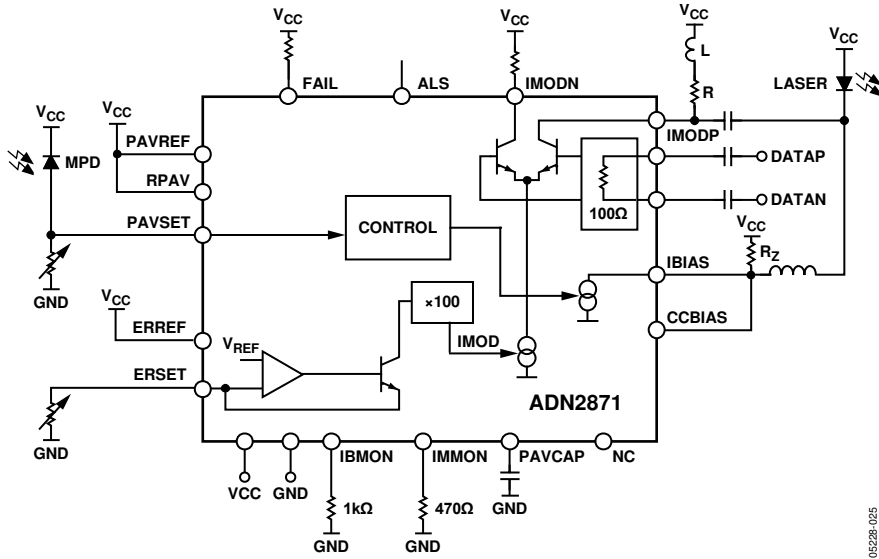 VCC
VCC
FAIL
ALS
IMODN
L
R
VCC
VCC
LASER
VCC
VCC
MPD
PAVREF
RPAV
PAVSET
GND
IMODP
DATAP
DATAN
100Ω
CONTROL
VCC
RZ
IBIAS
CCBIAS
×100
IMOD
VCC
ERREF
VREF
ERSET
GND
ADN2871
VCC
GND
IBMON
1kΩ
GND
IMMON
470Ω
GND
PAVCAP
GND
NC
05228-025